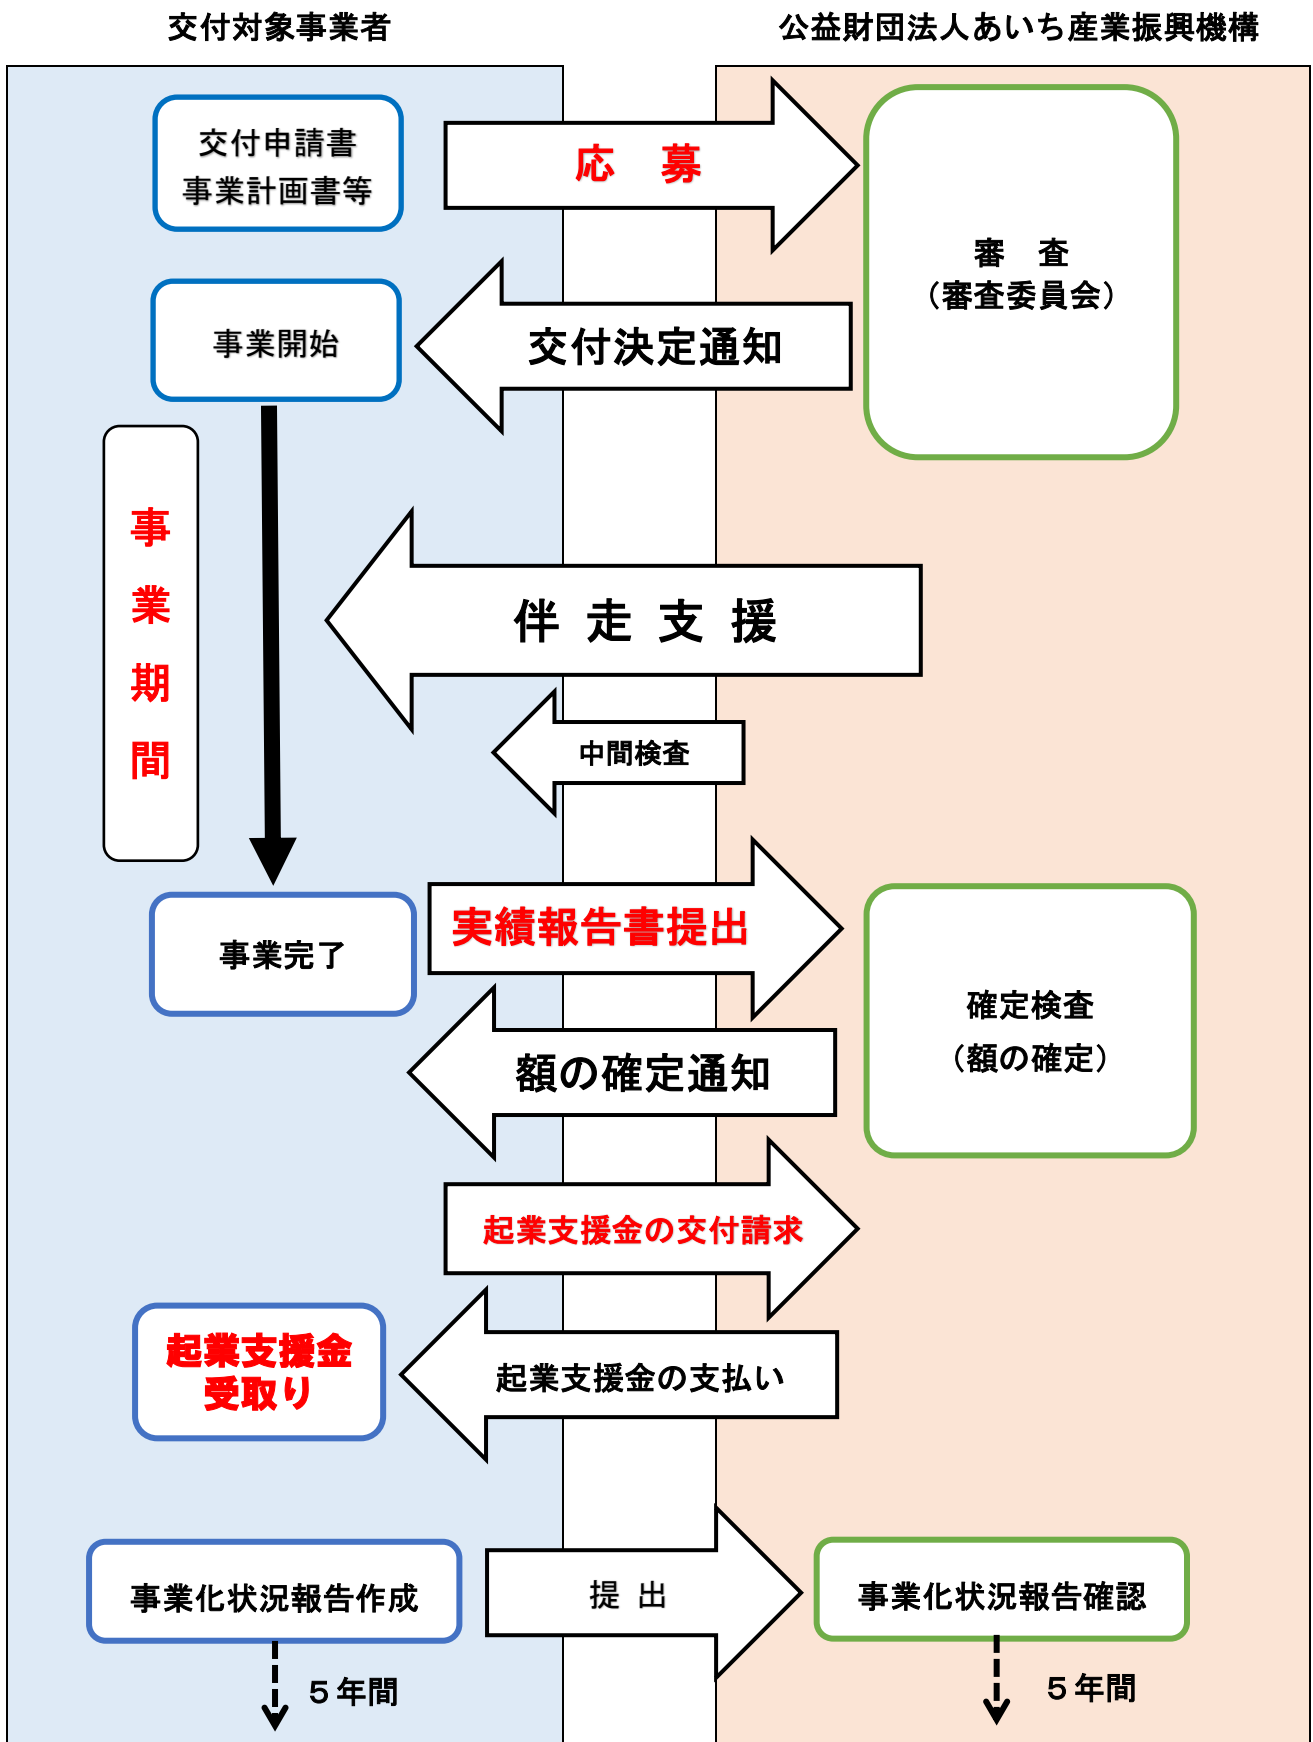 交付対象事業者
公益財団法人あいち産業振興機構
交付申請書
事業計画書等
応　募
審　査
（審査委員会）
事業開始
交付決定通知
事
業
期
間
伴 走 支 援
中間検査
事業完了
実績報告書提出
確定検査
（額の確定）
額の確定通知
起業支援金の交付請求
起業支援金
受取り
起業支援金の支払い
事業化状況報告作成
提 出
事業化状況報告確認
５年間
５年間